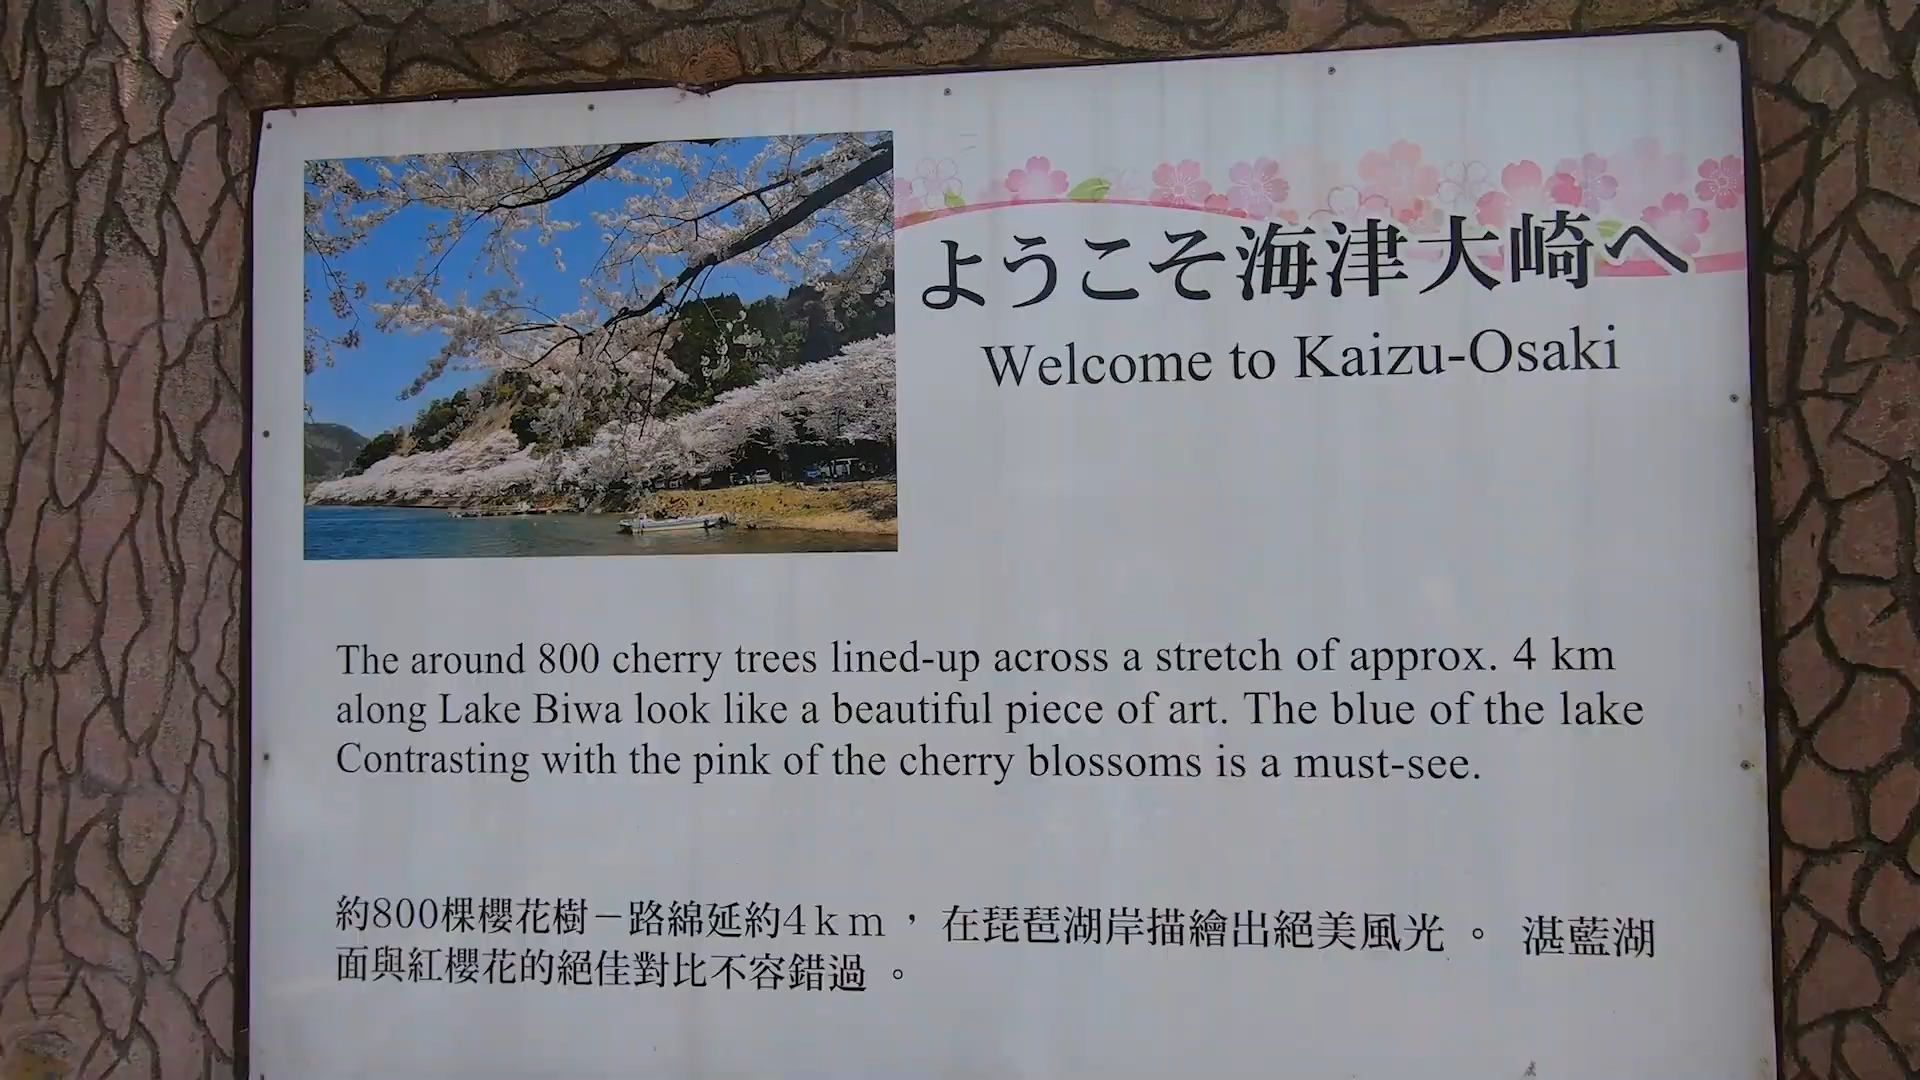 ようこそ海津大崎へ
Welcome to Kaizu-Osaki
The around 800 cherry trees lined-up across a stretch of approx. 4 km
along Lake Biwa look like a beautiful piece of art. The blue of the lake
Contrasting with the pink of the cherry blossoms is a must-see.
約800棵櫻花樹－路綿延約4ｋｍ，在琵琶湖岸描繪出絕美風光。湛藍湖
面與紅櫻花的絕佳對比不容錯過。